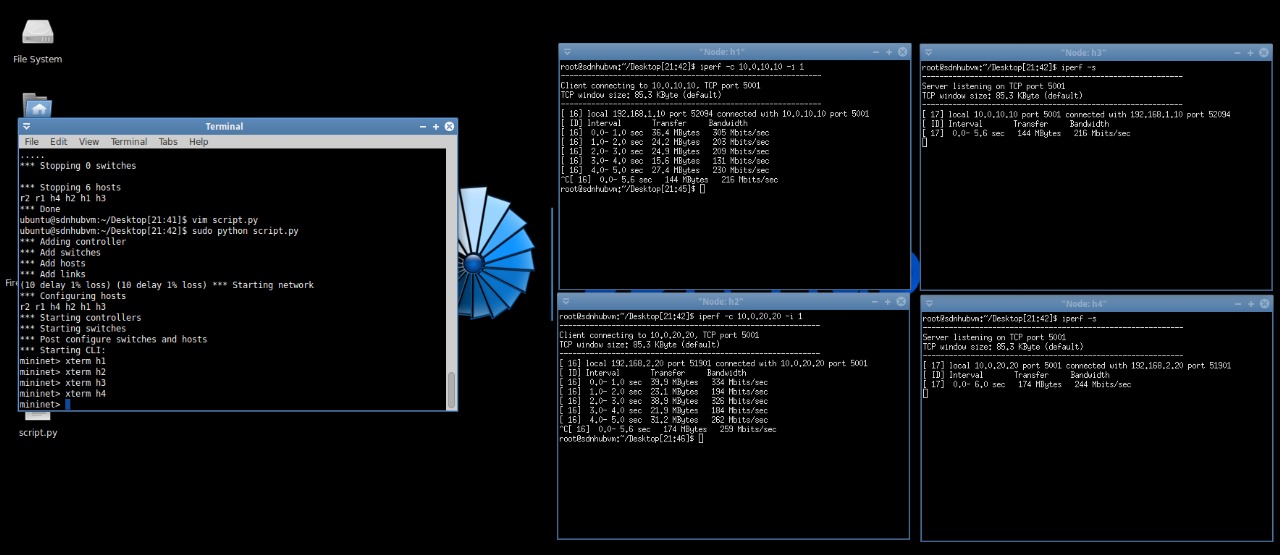 File System
Terminal
File Edit View Terminal Tabs Help
.....
*** Stopping 0 switches
*** Stopping 6 hosts
r2 r1 h4 h2 h1 h3
*** Done
ubuntu@sdnhubvm:~/Desktop[21:41]$ vim script.py
ubuntu@sdnhubvm:~/Desktop[21:42]$ sudo python script.py
*** Adding controller
*** Add switches
*** Add hosts
*** Add links
(10 delay 1% loss) (10 delay 1% loss) *** Starting network
*** Configuring hosts
r2 r1 h4 h2 h1 h3
*** Starting controllers
*** Starting switches
*** Post configure switches and hosts
*** Starting CLI:
mininet> xterm h1
mininet> xterm h2
mininet> xterm h3
mininet> xterm h4
mininet>
script.py
"Node: h1"
root@sdnhubvm:~/Desktop[21:42]$ iperf -c 10.0.10.10 -i 1
------------------------------------------------------------
Client connecting to 10.0.10.10, TCP port 5001
TCP window size: 85.3 KByte (default)
------------------------------------------------------------
[ 16] local 192.168.1.10 port 52094 connected with 10.0.10.10 port 5001
[ ID] Interval Transfer Bandwidth
[ 16] 0.0- 1.0 sec 36.4 MBytes 305 Mbits/sec
[ 16] 1.0- 2.0 sec 24.2 MBytes 203 Mbits/sec
[ 16] 2.0- 3.0 sec 24.9 MBytes 209 Mbits/sec
[ 16] 3.0- 4.0 sec 15.6 MBytes 131 Mbits/sec
[ 16] 4.0- 5.0 sec 27.4 MBytes 230 Mbits/sec
^C[ 16] 0.0- 5.6 sec 144 MBytes 216 Mbits/sec
root@sdnhubvm:~/Desktop[21:45]$
"Node: h3"
root@sdnhubvm:~/Desktop[21:42]$ iperf -s
------------------------------------------------------------
Server listening on TCP port 5001
TCP window size: 85.3 KByte (default)
------------------------------------------------------------
[ 17] local 10.0.10.10 port 5001 connected with 192.168.1.10 port 52094
[ ID] Interval Transfer Bandwidth
[ 17] 0.0- 5.6 sec 144 MBytes 216 Mbits/sec
"Node: h2"
root@sdnhubvm:~/Desktop[21:42]$ iperf -c 10.0.20.20 -i 1
------------------------------------------------------------
Client connecting to 10.0.20.20, TCP port 5001
TCP window size: 85.3 KByte (default)
------------------------------------------------------------
[ 16] local 192.168.2.20 port 51901 connected with 10.0.20.20 port 5001
[ ID] Interval Transfer Bandwidth
[ 16] 0.0- 1.0 sec 39.9 MBytes 334 Mbits/sec
[ 16] 1.0- 2.0 sec 23.1 MBytes 194 Mbits/sec
[ 16] 2.0- 3.0 sec 38.9 MBytes 326 Mbits/sec
[ 16] 3.0- 4.0 sec 21.9 MBytes 184 Mbits/sec
[ 16] 4.0- 5.0 sec 31.2 MBytes 262 Mbits/sec
^C[ 16] 0.0- 5.6 sec 174 MBytes 259 Mbits/sec
root@sdnhubvm:~/Desktop[21:46]$
"Node: h4"
root@sdnhubvm:~/Desktop[21:42]$ iperf -s
------------------------------------------------------------
Server listening on TCP port 5001
TCP window size: 85.3 KByte (default)
------------------------------------------------------------
[ 17] local 10.0.20.20 port 5001 connected with 192.168.2.20 port 51901
[ ID] Interval Transfer Bandwidth
[ 17] 0.0- 6.0 sec 174 MBytes 244 Mbits/sec